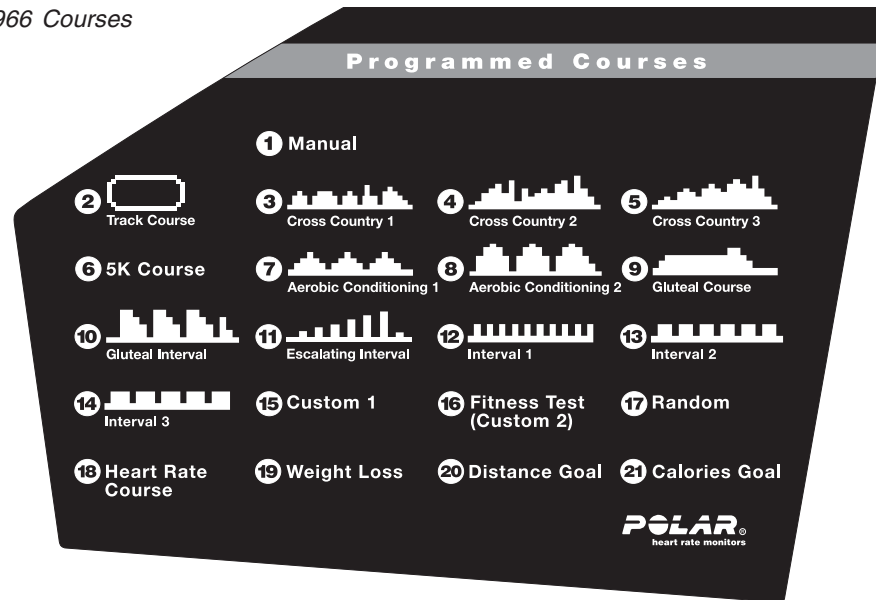 966 Courses
Programmed Courses
1 Manual
2 Track Course
3 Cross Country 1
4 Cross Country 2
5 Cross Country 3
6 5K Course
7 Aerobic Conditioning 1
8 Aerobic Conditioning 2
9 Gluteal Course
10 Gluteal Interval
11 Escalating Interval
12 Interval 1
13 Interval 2
14 Interval 3
15 Custom 1
16 Fitness Test
(Custom 2)
17 Random
18 Heart Rate
Course
19 Weight Loss
20 Distance Goal
21 Calories Goal
POLAR®
heart rate monitors